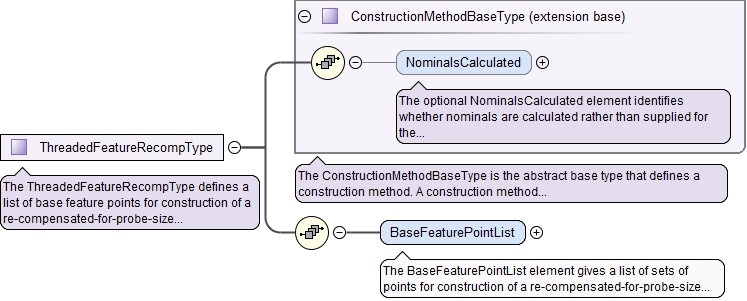 ConstructionMethodBaseType (extension base)
NominalsCalculated
The optional NominalsCalculated element identifies
whether nominals are calculated rather than supplied for
the...
ThreadedFeatureRecompType
The ThreadedFeatureRecompType defines a
list of base feature points for construction of a
re-compensated-for-probe-size...
The ConstructionMethodBaseType is the abstract base type that defines a
construction method. A construction method...
BaseFeaturePointList
The BaseFeaturePointList element gives a list of sets of
points for construction of a re-compensated-for-probe-size...